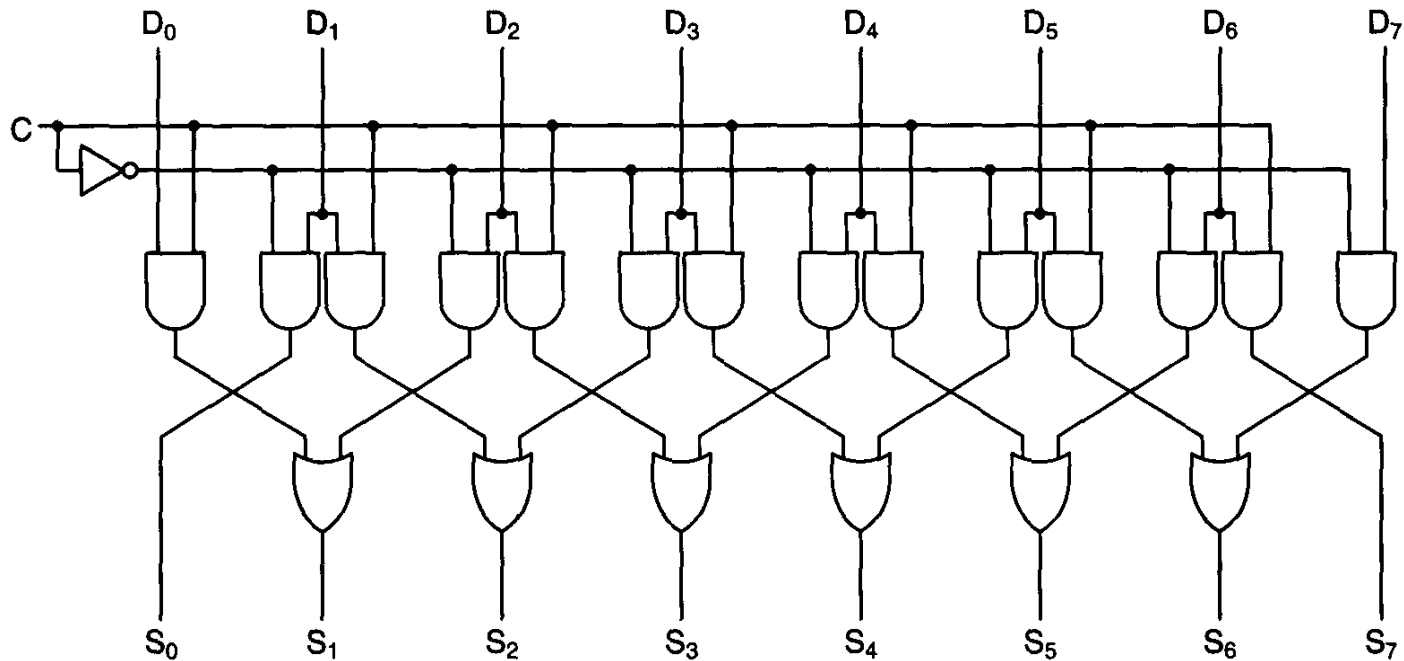 D₀ D₁ D₂ D₃ D₄ D₅ D₆ D₇
C
S₀ S₁ S₂ S₃ S₄ S₅ S₆ S₇